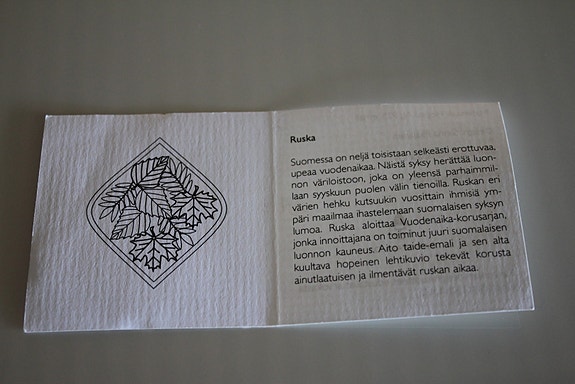 Ruska
Suomessa on neljä toisistaan selkeästi erottuvaa,
upeaa vuodenaikaa. Näistä syksy herättää luon-
non väriloistoon, joka on yleensä parhaimmil-
laan syyskuun puolen välin tienoilla. Ruskan eri
värien hehku kutsuukin vuosittain ihmisiä ym-
päri maailmaa ihastelemaan suomalaisen syksyn
lumoa. Ruska aloittaa Vuodenaika-korusarjan,
jonka innoittajana on toiminut juuri suomalaisen
luonnon kauneus. Aito taide-emali ja sen alta
kuultava hopeinen lehtikuvio tekevät korusta
ainutlaatuisen ja ilmentävät ruskan aikaa.